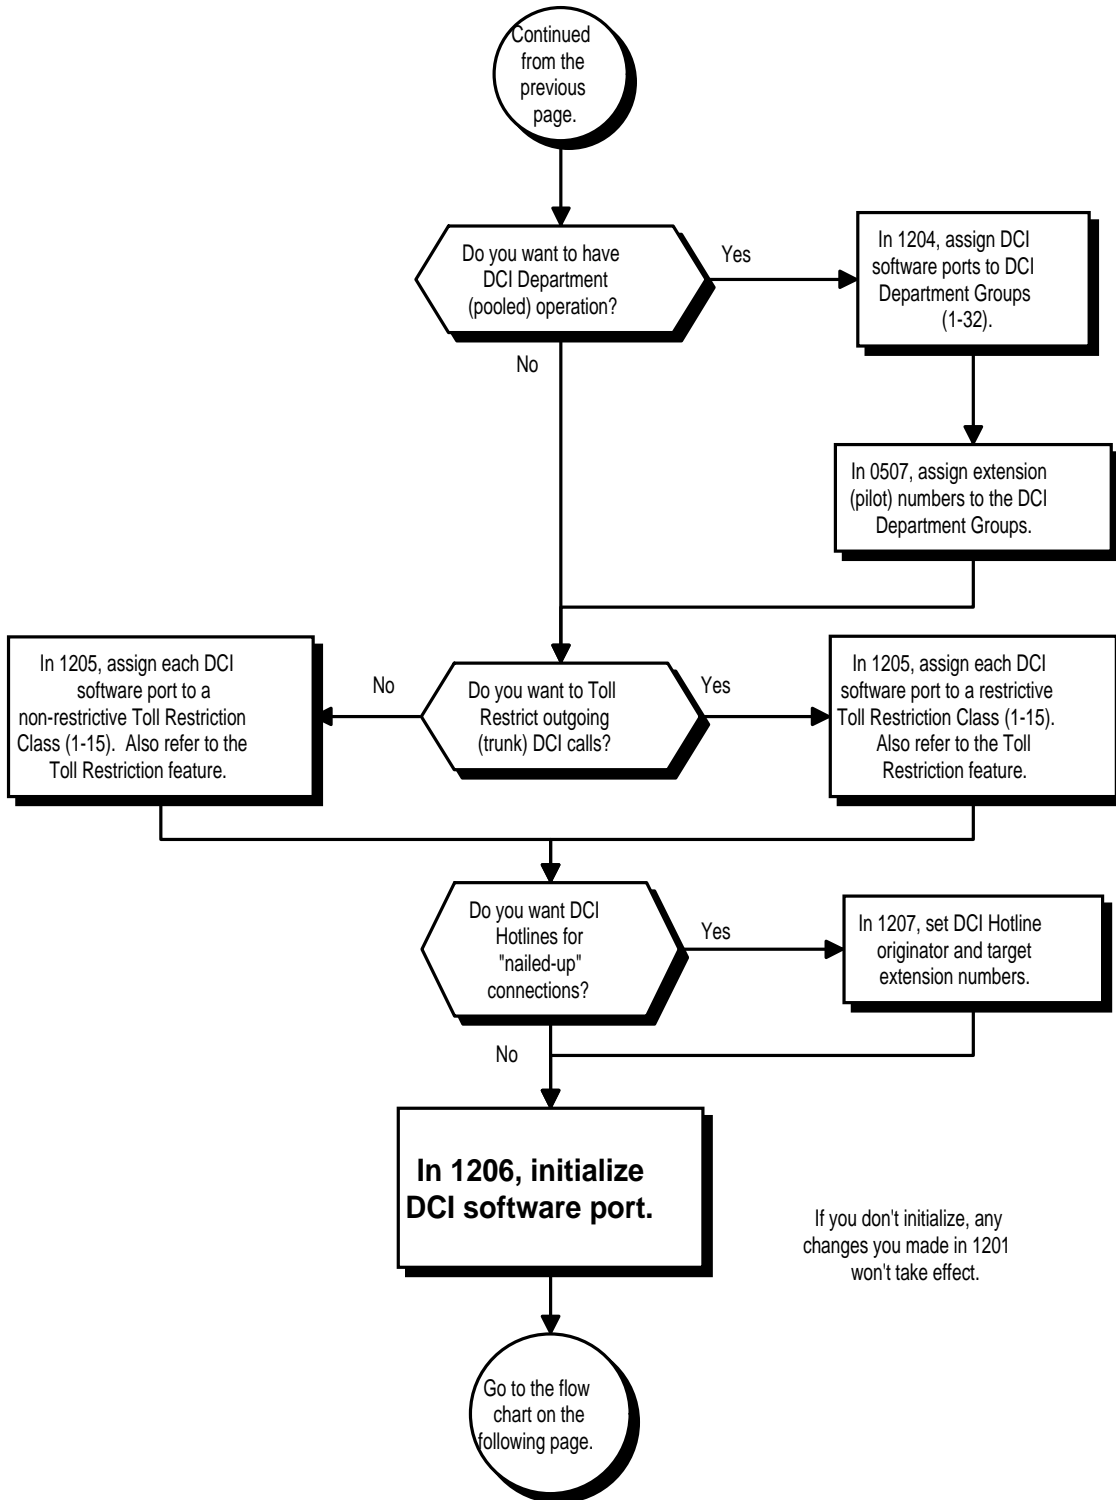 Continued
from the
previous
page.
Do you want to have
DCI Department
(pooled) operation?
Yes
In 1204, assign DCI
software ports to DCI
Department Groups
(1-32).
No
In 0507, assign extension
(pilot) numbers to the DCI
Department Groups.
In 1205, assign each DCI
software port to a
non-restrictive Toll Restriction
Class (1-15).  Also refer to the
Toll Restriction feature.
No
Do you want to Toll
Restrict outgoing
(trunk) DCI calls?
Yes
In 1205, assign each DCI
software port to a restrictive
Toll Restriction Class (1-15).
Also refer to the Toll
Restriction feature.
Do you want DCI
Hotlines for
"nailed-up"
connections?
Yes
In 1207, set DCI Hotline
originator and target
extension numbers.
No
In 1206, initialize
DCI software port.
If you don't initialize, any
changes you made in 1201
won't take effect.
Go to the flow
chart on the
following page.